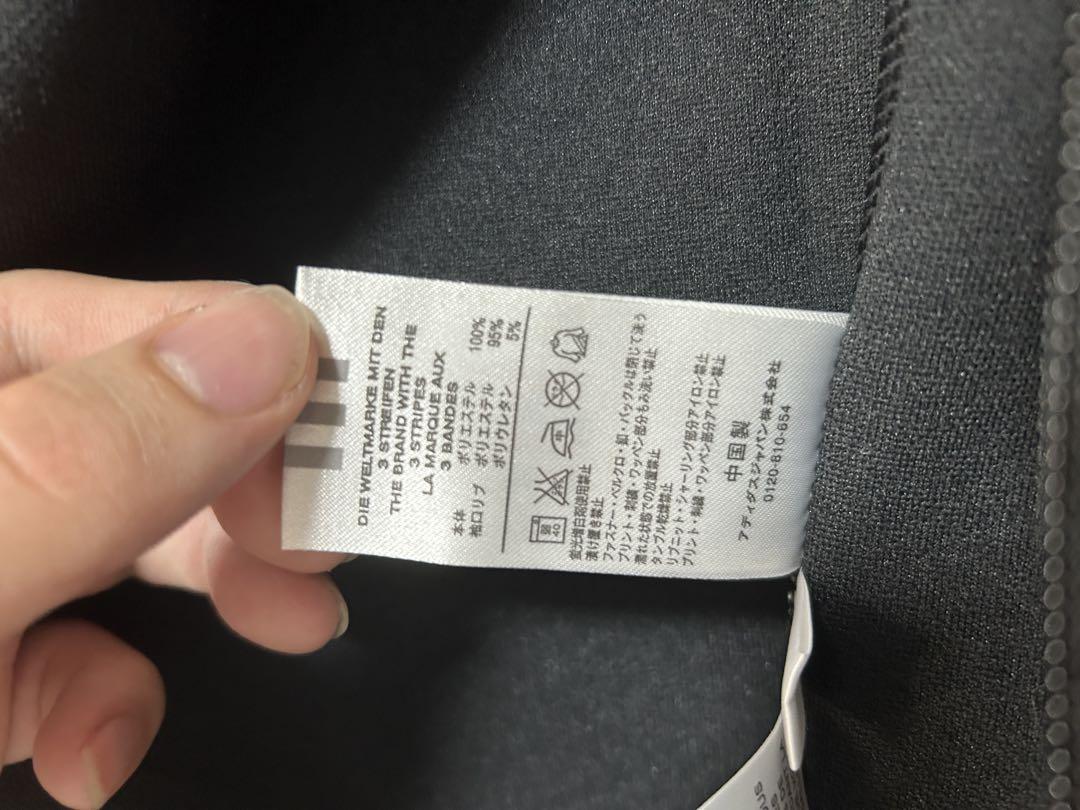 DIE WELTMARKE MIT DEN
3 STREIFEN
THE BRAND WITH THE
3 STRIPES
LA MARQUE AUX
3 BANDES
本体 ポリエステル 100%
袖口リブ ポリエステル 95%
ポリウレタン 5%
弱
40
蛍光増白剤使用禁止
漬け置き禁止
ファスナー・ベルクロ・釦・バックルは閉じて洗う
プリント・刺繍・ワッペン部分もみ洗い禁止
濡れた状態での放置禁止
タンブル乾燥禁止
リブニット・シャーリング部分アイロン禁止
プリント・刺繍・ワッペン部分アイロン禁止
中国製
アディダスジャパン株式会社
0120-810-654